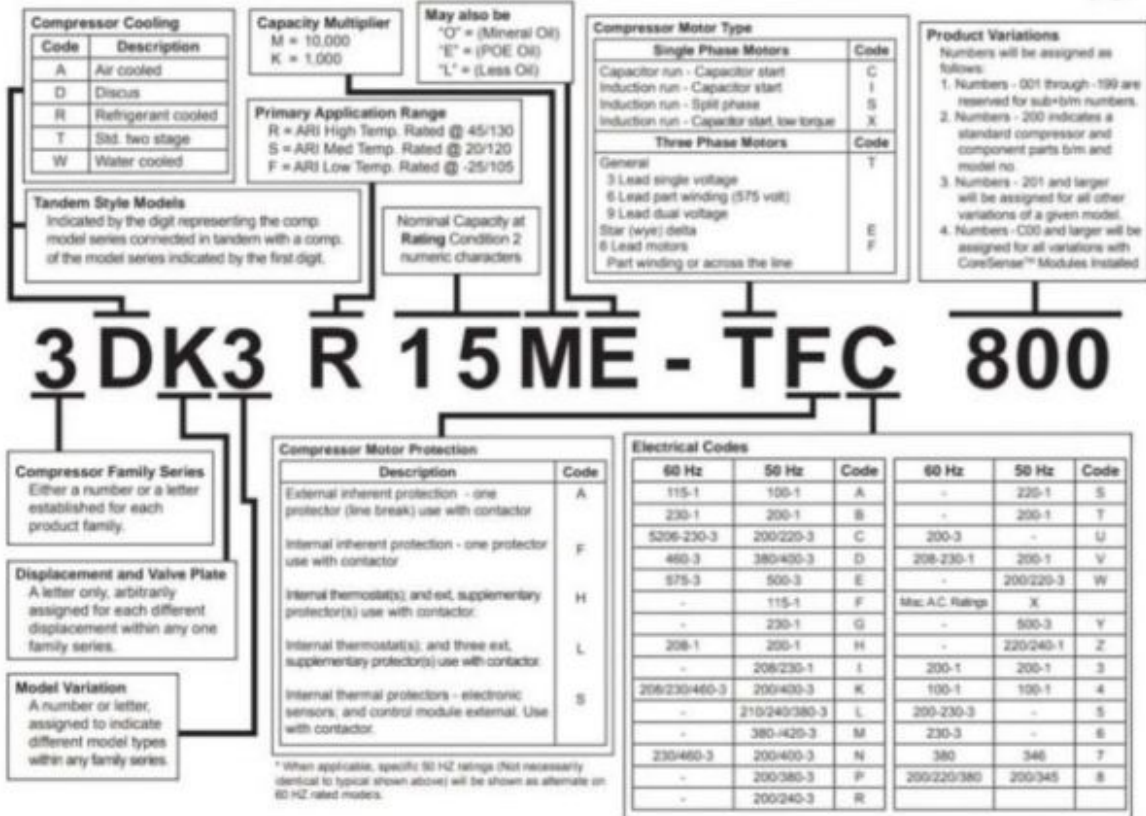 Compressor Cooling
Code Description
A Air cooled
D Discus
R Refrigerant cooled
T Std. two stage
W Water cooled
Tandem Style Models
Indicated by the digit representing the comp
model series connected in tandem with a comp.
of the model series indicated by the first digit.
Capacity Multiplier
M = 10,000
K = 1,000
Primary Application Range
R = ARI High Temp. Rated @ 45/130
S = ARI Med Temp. Rated @ 20/120
F = ARI Low Temp. Rated @ -25/105
May also be
"O" = (Mineral Oil)
"E" = (POE Oil)
"L" = (Less Oil)
Nominal Capacity at
Rating Condition 2
numeric characters
Compressor Motor Type
Single Phase Motors Code
Capacitor run - Capacitor start C
Induction run - Capacitor start I
Induction run - Split phase S
Induction run - Capacitor start, low torque X
Three Phase Motors Code
General T
3 Lead single voltage
6 Lead part winding (575 volt)
9 Lead dual voltage
Star (wye) delta E
6 Lead motors F
Part winding or across the line
Product Variations
Numbers will be assigned as
follows:
1. Numbers - 001 through -199 are
reserved for sub+b/m numbers.
2. Numbers - 200 indicates a
standard compressor and
component parts b/m and
model no.
3. Numbers - 201 and larger
will be assigned for all other
variations of a given model.
4. Numbers - C00 and larger will be
assigned for all variations with
CoreSense™ Modules Installed
3 D K 3 R 15 M E - T F C 800
Compressor Family Series
Either a number or a letter
established for each
product family.
Displacement and Valve Plate
A letter only, arbitrarily
assigned for each different
displacement within any one
family series.
Model Variation
A number or letter,
assigned to indicate
different model types
within any family series.
Compressor Motor Protection
Description Code
External inherent protection - one A
protector (line break) use with contactor
Internal inherent protection - one protector F
use with contactor
Internal thermostat(s); and ext, supplementary H
protector(s) use with contactor.
Internal thermostat(s); and three ext, L
supplementary protector(s) use with contactor.
Internal thermal protectors - electronic S
sensors; and control module external. Use
with contactor.
* When applicable, specific 50 HZ ratings (Not necessarily
identical to typical shown above) will be shown as alternate on
60 HZ rated models.
Electrical Codes
60 Hz 50 Hz Code 60 Hz 50 Hz Code
115-1 100-1 A - 220-1 S
230-1 200-1 B - 200-1 T
5206-230-3 200/220-3 C 200-3 - U
460-3 380/400-3 D 208-230-1 200-1 V
575-3 500-3 E - 200/220-3 W
- 115-1 F Misc. A.C. Ratings X
- 230-1 G - 500-3 Y
208-1 200-1 H - 220/240-1 Z
- 208/230-1 I 200-1 200-1 3
208/230/460-3 200/400-3 K 100-1 100-1 4
- 210/240/380-3 L 200-230-3 - 5
- 380-/420-3 M 230-3 - 6
230/460-3 200/400-3 N 380 346 7
- 200/380-3 P 200/220/380 200/345 8
- 200/240-3 R